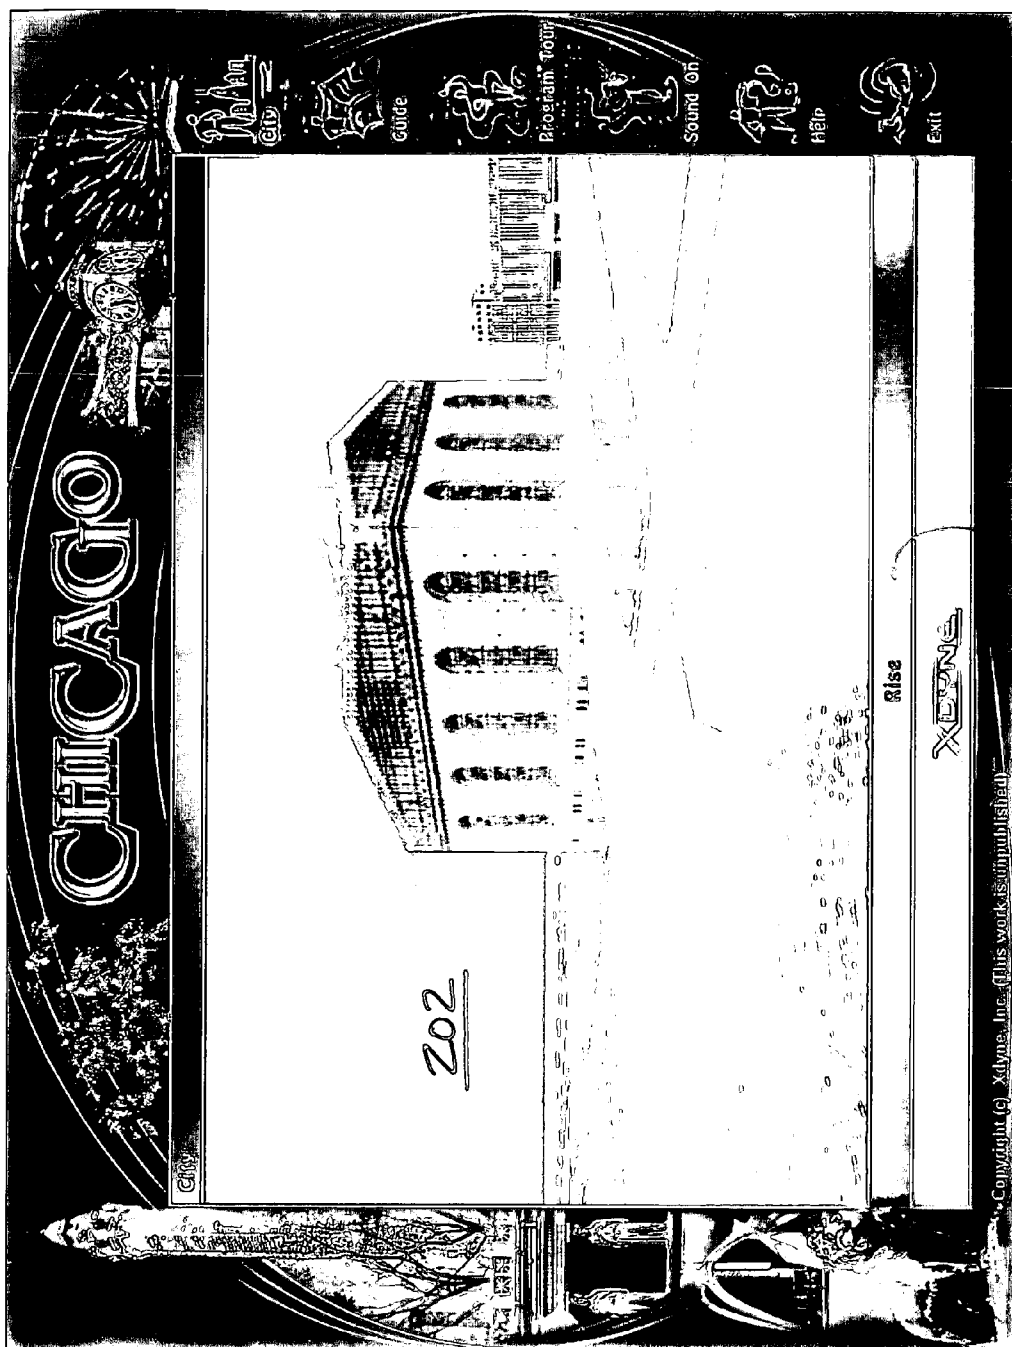 CHICAGO
City
Guide
Program Tour
Sound On
Help
Exit
City
202
Rise
XDYNE
Copyright (c) Xdyne, Inc. (This work is unpublished)